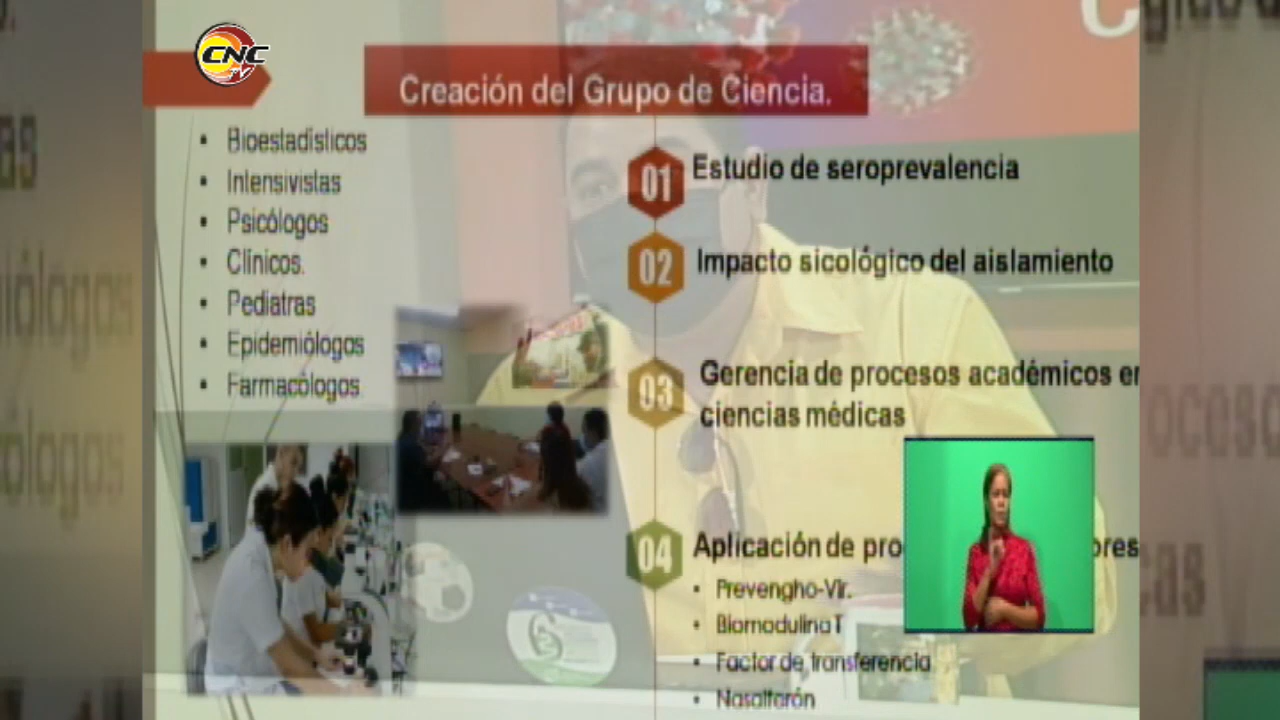 CNC
TV
Creación del Grupo de Ciencia.
• Bioestadísticos
• Intensivistas
• Psicólogos
• Clínicos.
• Pediatras
• Epidemiólogos
• Farmacólogos
01 Estudio de seroprevalencia
02 Impacto sicológico del aislamiento
03 Gerencia de procesos académicos en
ciencias médicas
04 Aplicación de pro
ores
• Prevengho-Vir.
• Biomodulina T
• Factor de transferencia
• Nasalferón